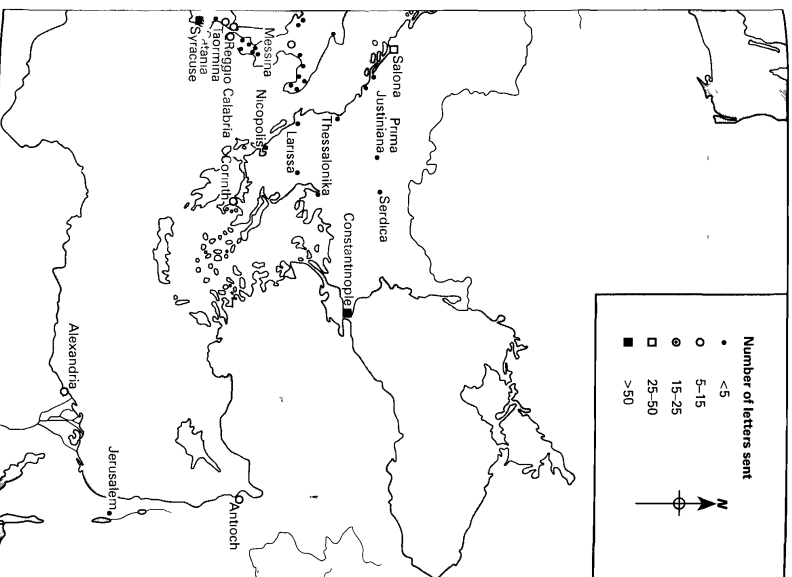 Number of letters sent
<5
5–15
15–25
25–50
>50
N
Salona
Prima
Justiniana
Serdica
Constantinople
Thessalonika
Larissa
Nicopolis
Corinth
Messina
Reggio Calabria
Taormina
Syracuse
Antioch
Jerusalem
Alexandria